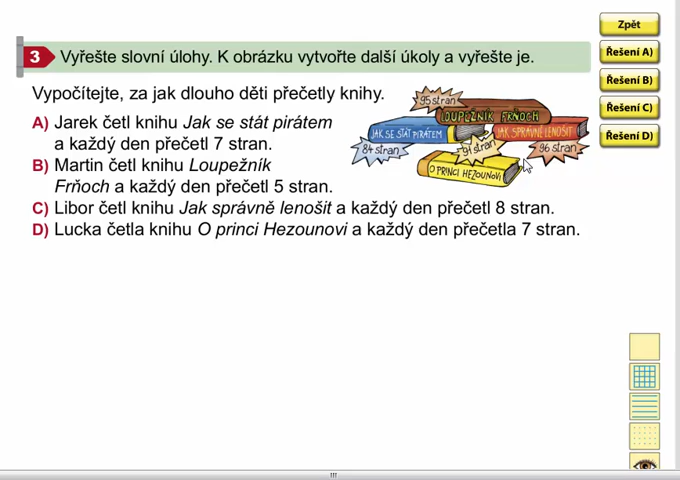 Zpět
3 Vyřešte slovní úlohy. K obrázku vytvořte další úkoly a vyřešte je.
Řešení A)
Řešení B)
Řešení C)
Řešení D)
Vypočítejte, za jak dlouho děti přečetly knihy.
A) Jarek četl knihu Jak se stát pirátem
a každý den přečetl 7 stran.
B) Martin četl knihu Loupežník
Frňoch a každý den přečetl 5 stran.
C) Libor četl knihu Jak správně lenošit a každý den přečetl 8 stran.
D) Lucka četla knihu O princi Hezounovi a každý den přečetla 7 stran.
95 stran
LOUPEŽNÍK FRŇOCH
JAK SE STÁT PIRÁTEM
JAK SPRÁVNĚ LENOŠIT
84 stran
91 stran
96 stran
O PRINCI HEZOUNOVI